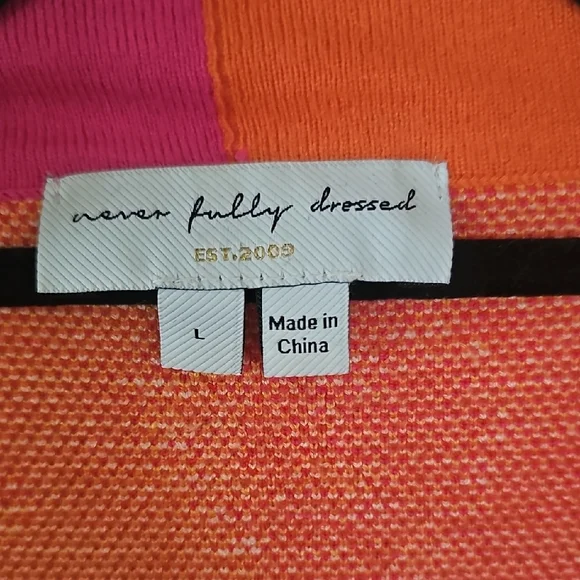 never fully dressed
EST.2009
L
Made in
China